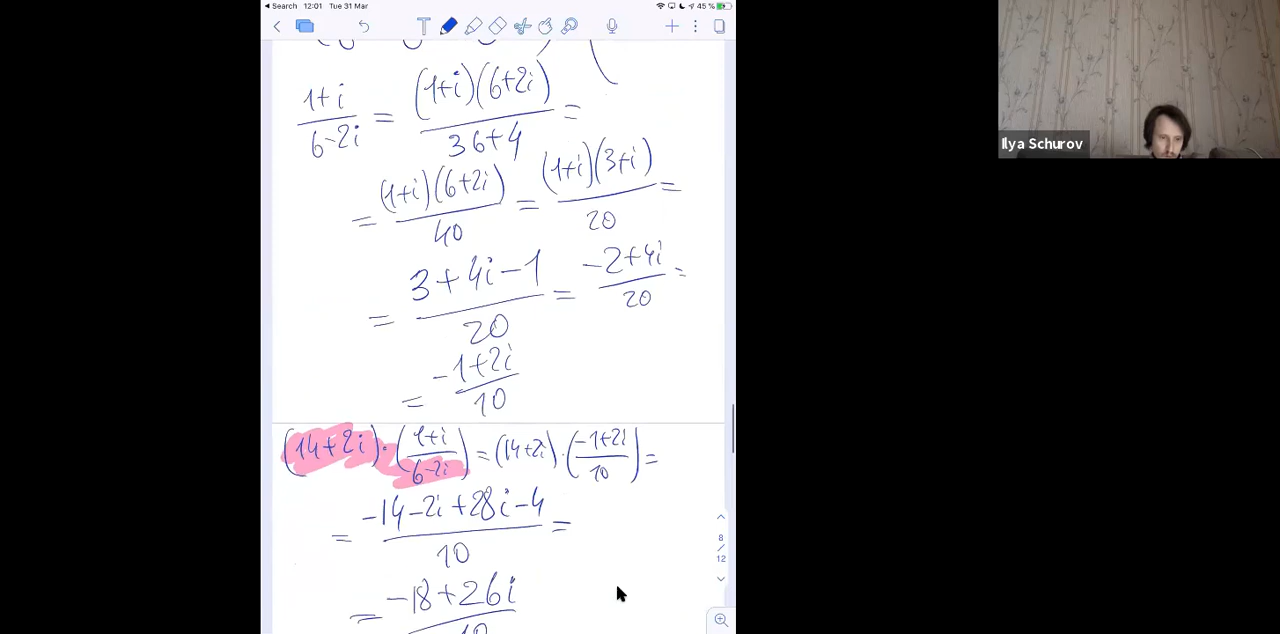 Search 12:01 Tue 31 Mar 45 %
T
1+i/6-2i = (1+i)(6+2i)/36+4 =
= (1+i)(6+2i)/40 = (1+i)(3+i)/20 =
= 3+4i-1/20 = -2+4i/20 =
= -1+2i/10
(14+2i)·(1+i/6-2i) = (14+2i)·(-1+2i/10) =
= -14-2i+28i-4/10 =
= -18+26i/10
8 / 12
Ilya Schurov